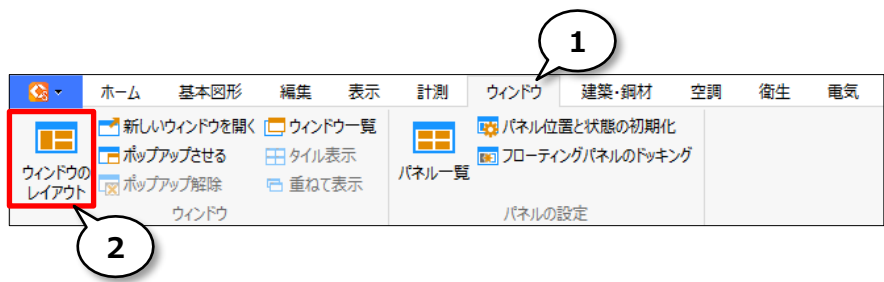 1
ホーム 基本図形 編集 表示 計測 ウィンドウ 建築・鋼材 空調 衛生 電気
ウィンドウの
レイアウト
新しいウィンドウを開く
ポップアップさせる
ポップアップ解除
ウィンドウ一覧
タイル表示
重ねて表示
ウィンドウ
パネル一覧
パネル位置と状態の初期化
フローティングパネルのドッキング
パネルの設定
2